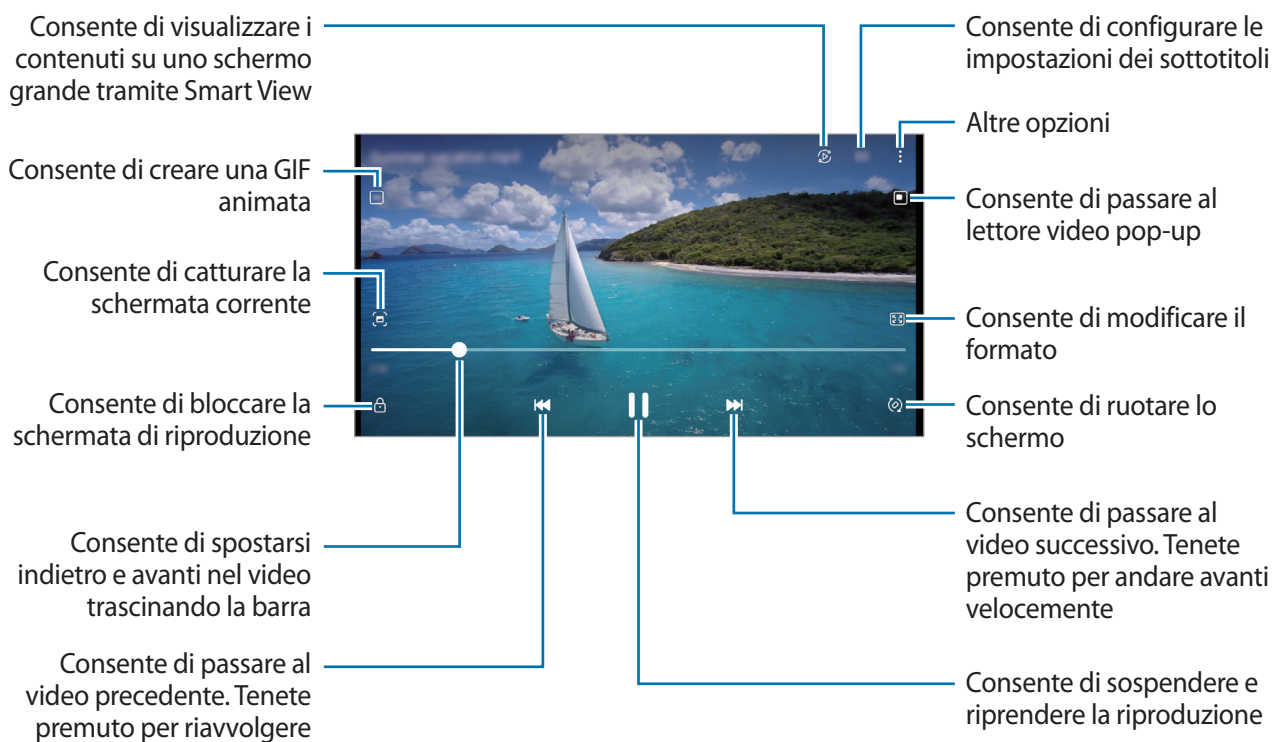 Consente di visualizzare i
contenuti su uno schermo
grande tramite Smart View
Consente di creare una GIF
animata
Consente di catturare la
schermata corrente
Consente di bloccare la
schermata di riproduzione
Consente di spostarsi
indietro e avanti nel video
trascinando la barra
Consente di passare al
video precedente. Tenete
premuto per riavvolgere
Consente di configurare le
impostazioni dei sottotitoli
Altre opzioni
Consente di passare al
lettore video pop-up
Consente di modificare il
formato
Consente di ruotare lo
schermo
Consente di passare al
video successivo. Tenete
premuto per andare avanti
velocemente
Consente di sospendere e
riprendere la riproduzione